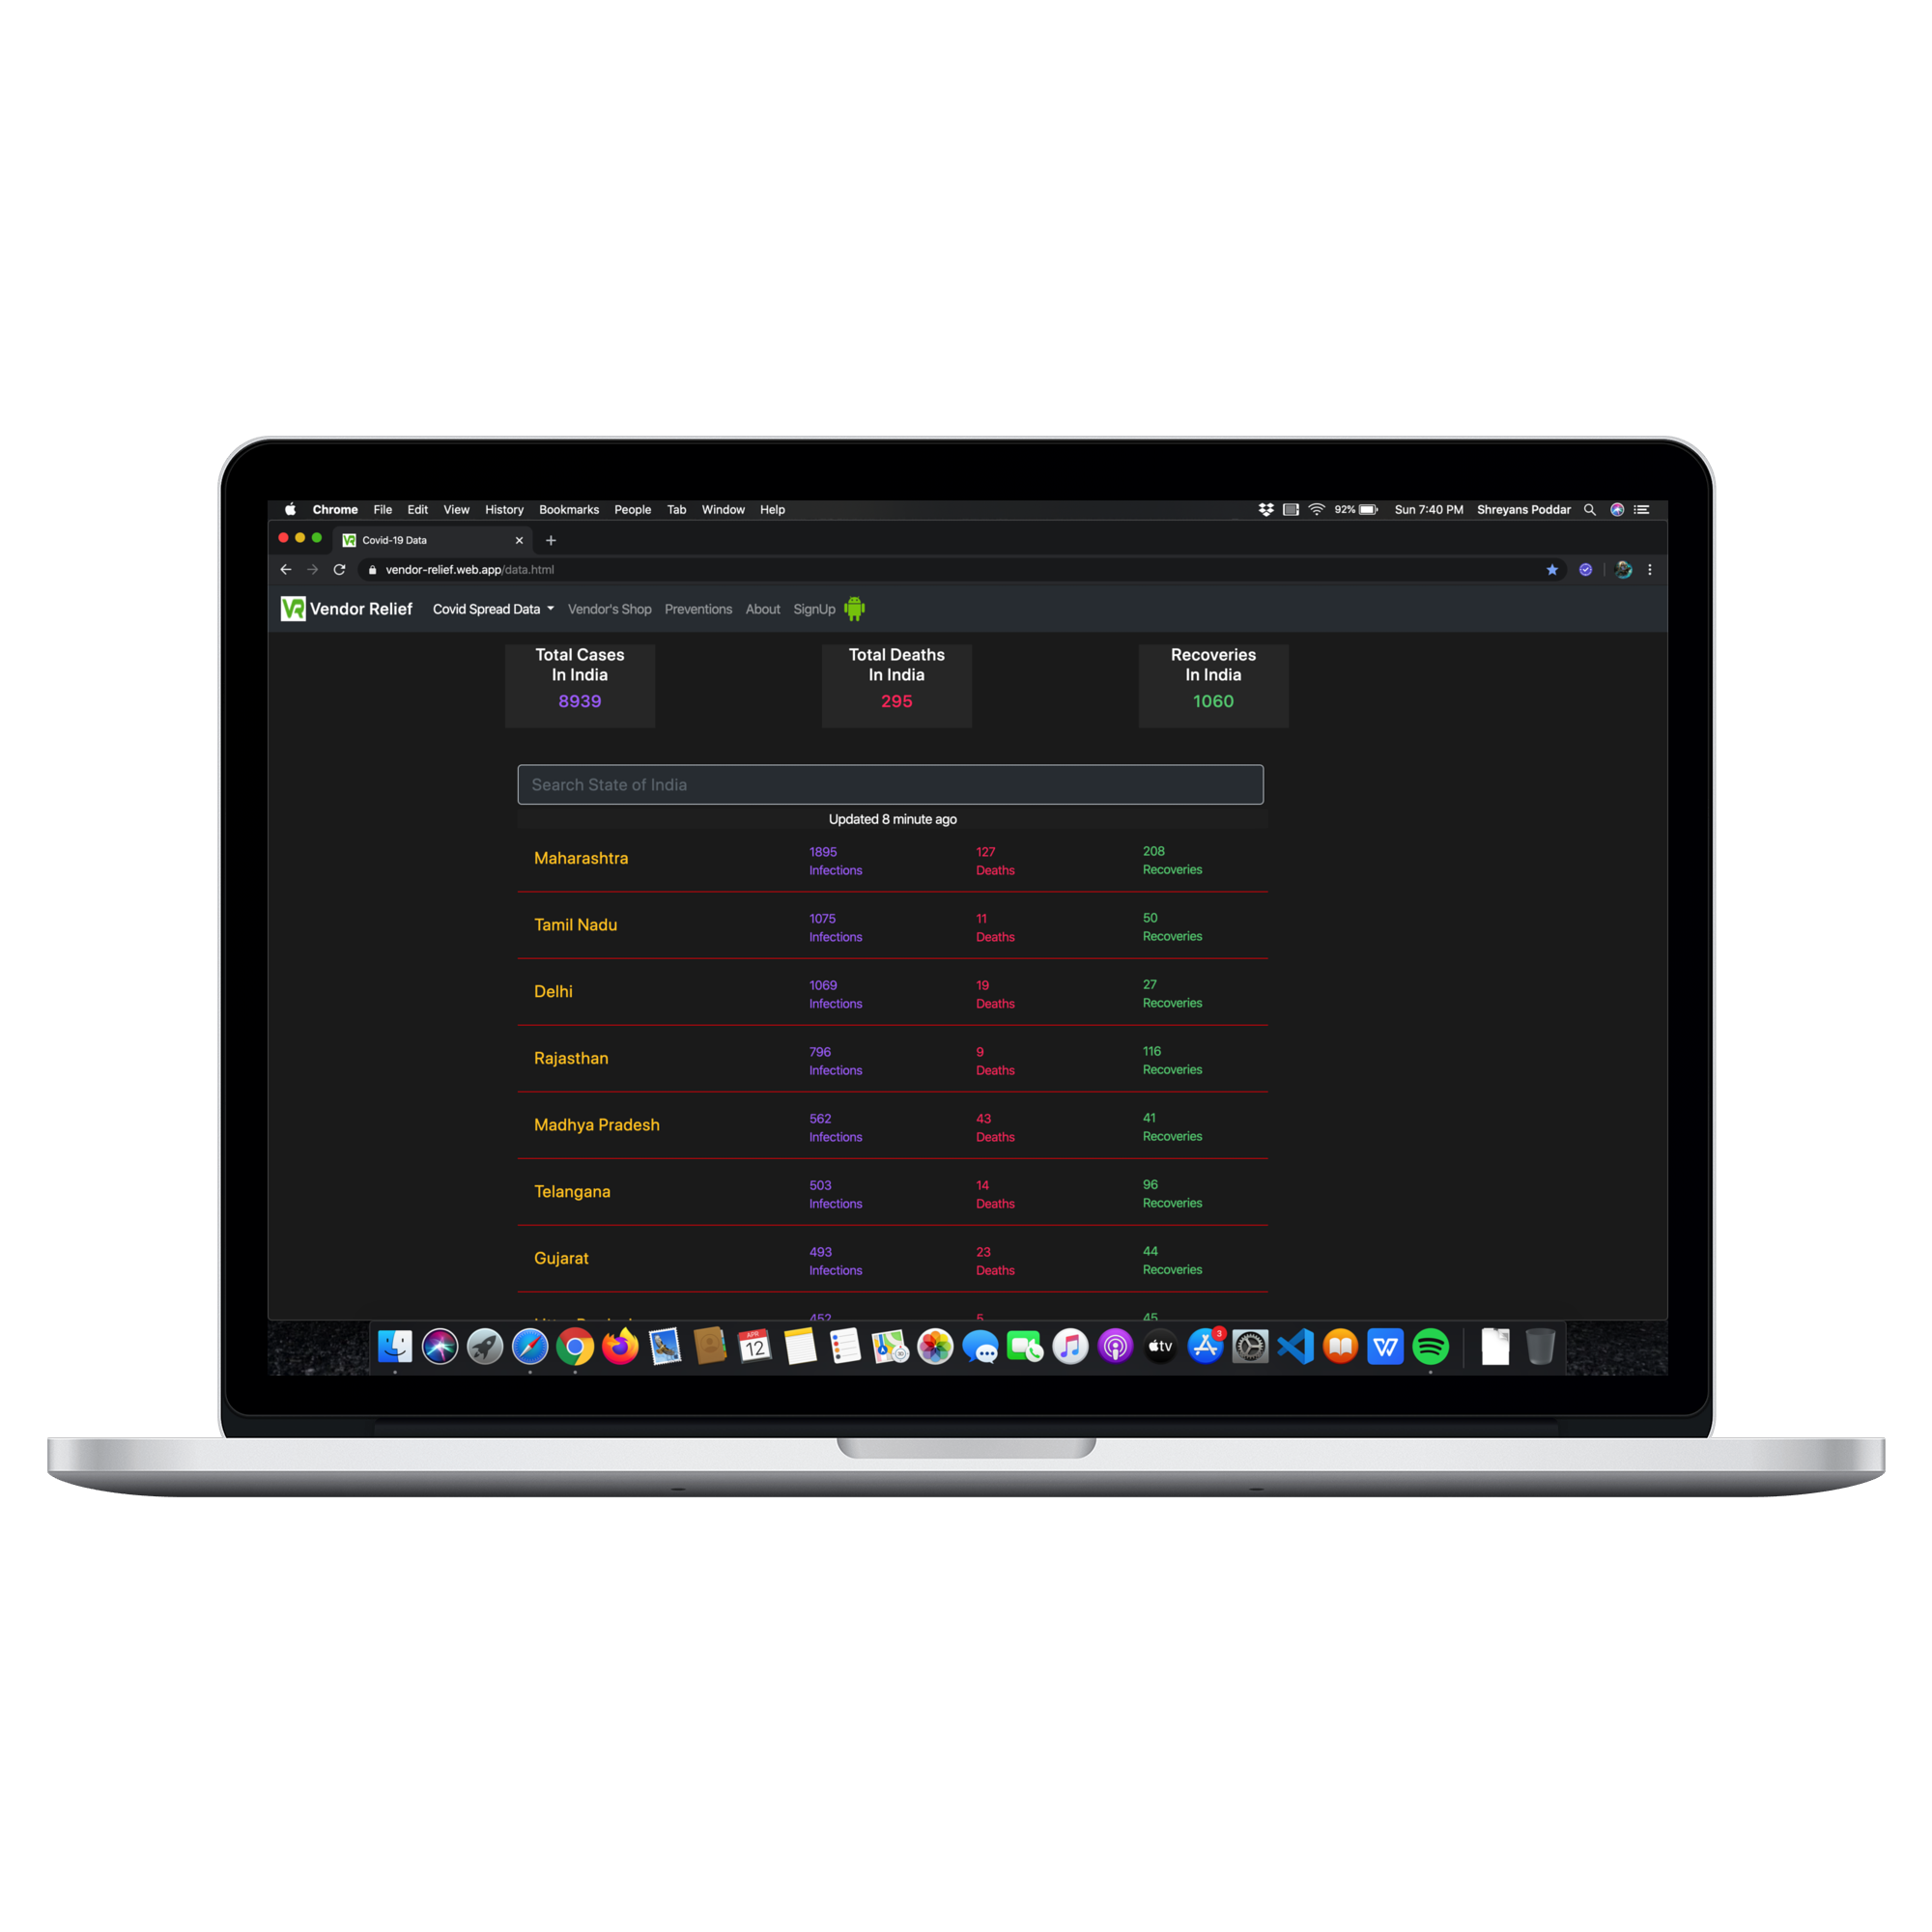 Chrome File Edit View History Bookmarks People Tab Window Help 92% Sun 7:40 PM Shreyans Poddar
VR Covid-19 Data
vendor-relief.web.app/data.html
VR Vendor Relief Covid Spread Data Vendor's Shop Preventions About SignUp
Total Cases
In India
8939
Total Deaths
In India
295
Recoveries
In India
1060
Search State of India
Updated 8 minute ago
Maharashtra
1895
Infections
127
Deaths
208
Recoveries
Tamil Nadu
1075
Infections
11
Deaths
50
Recoveries
Delhi
1069
Infections
19
Deaths
27
Recoveries
Rajasthan
796
Infections
9
Deaths
116
Recoveries
Madhya Pradesh
562
Infections
43
Deaths
41
Recoveries
Telangana
503
Infections
14
Deaths
96
Recoveries
Gujarat
493
Infections
23
Deaths
44
Recoveries
452
5
45
APR
12
tv
3